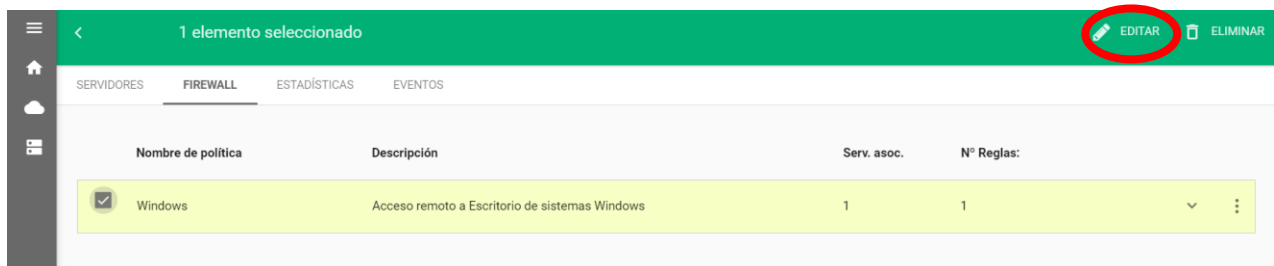 1 elemento seleccionado EDITAR ELIMINAR
SERVIDORES FIREWALL ESTADÍSTICAS EVENTOS
Nombre de política Descripción Serv. asoc. Nº Reglas:
Windows Acceso remoto a Escritorio de sistemas Windows 1 1